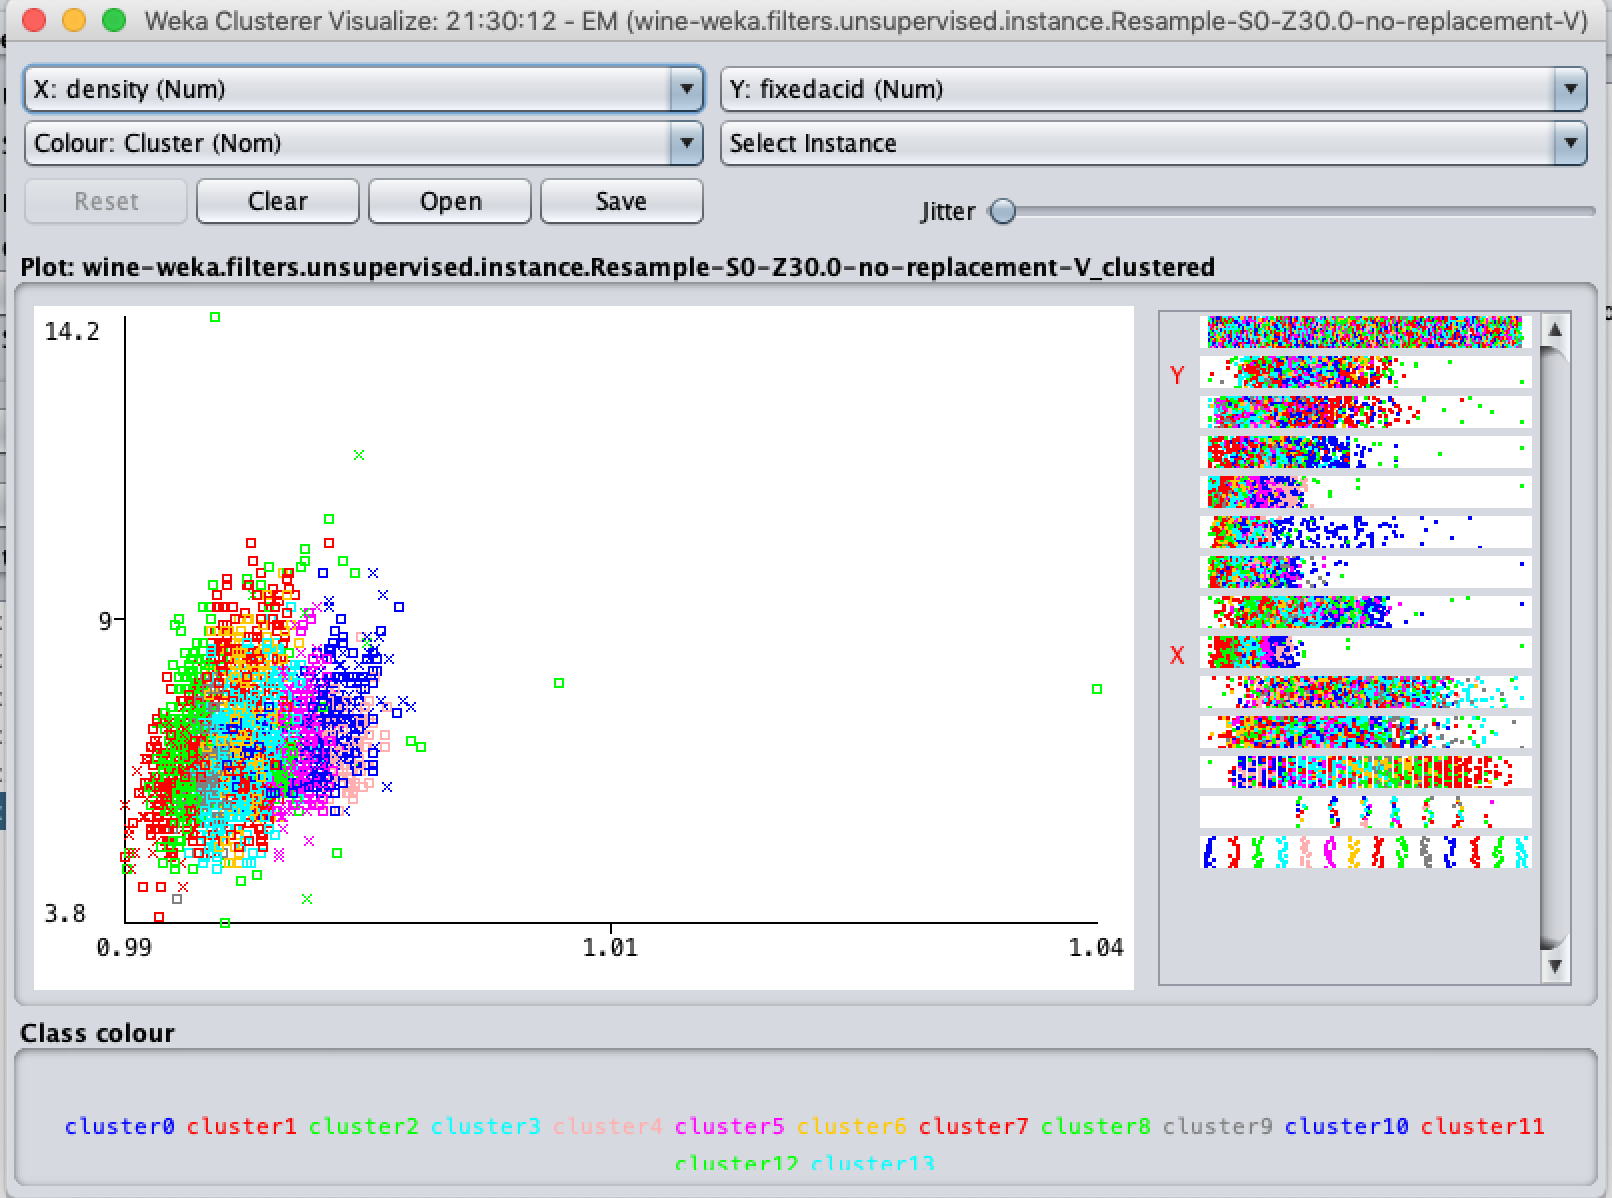 Weka Clusterer Visualize: 21:30:12 - EM (wine-weka.filters.unsupervised.instance.Resample-S0-Z30.0-no-replacement-V)
X: density (Num)
Y: fixedacid (Num)
Colour: Cluster (Nom)
Select Instance
Reset Clear Open Save
Jitter
Plot: wine-weka.filters.unsupervised.instance.Resample-S0-Z30.0-no-replacement-V_clustered
14.2
9
3.8
0.99 1.01 1.04
Y
X
Class colour
cluster0 cluster1 cluster2 cluster3 cluster4 cluster5 cluster6 cluster7 cluster8 cluster9 cluster10 cluster11
cluster12 cluster13